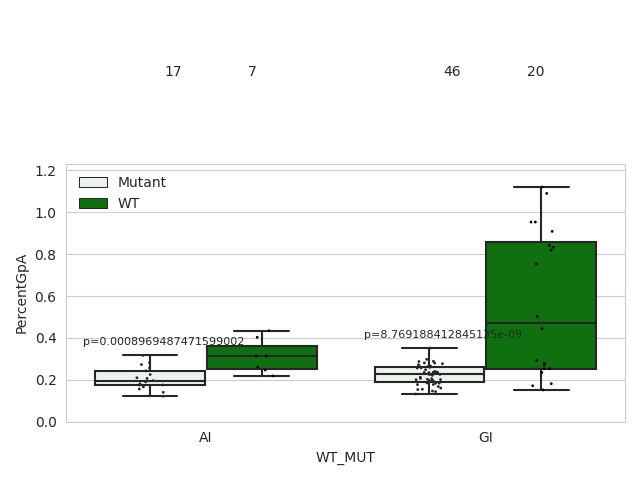 17 7 46 20
1.2
Mutant
WT
1.0
0.8
0.6
0.4
p=0.0008969487471599002
p=8.769188412845135e-09
0.2
0.0
PercentGpA
AI GI
WT_MUT